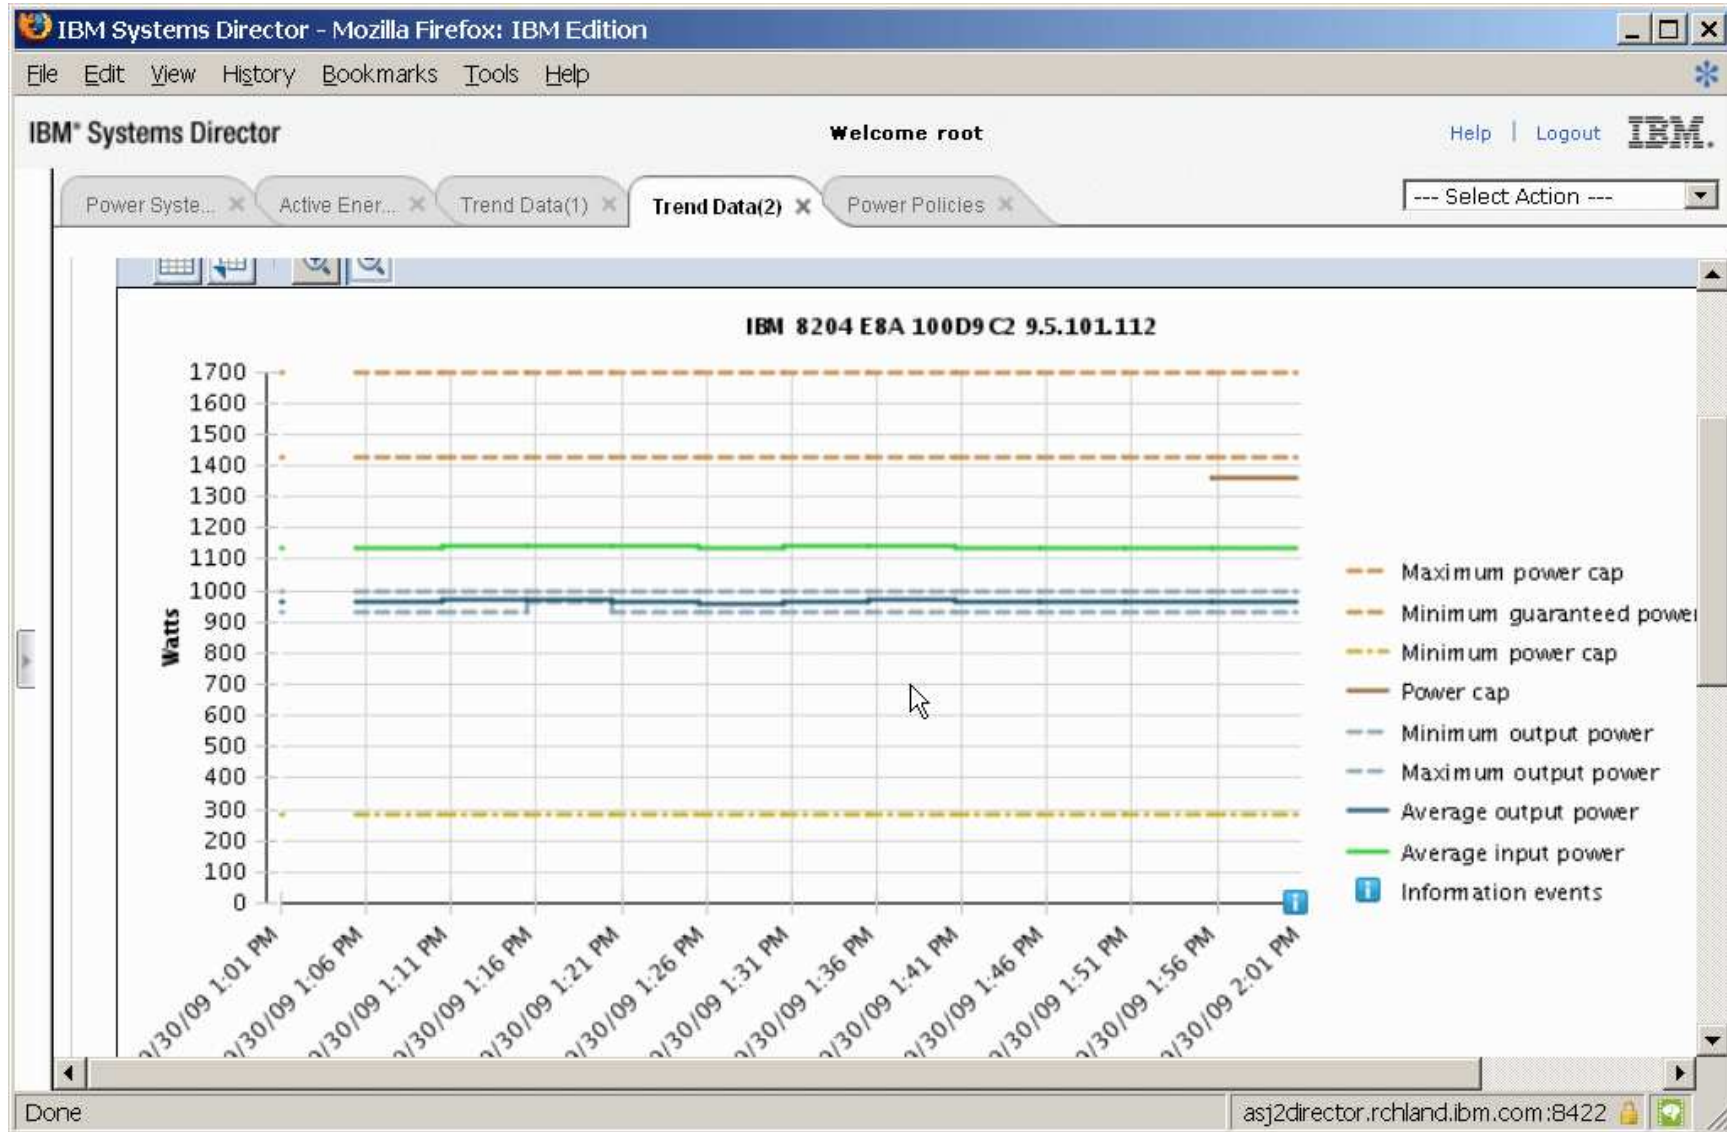 IBM Systems Director - Mozilla Firefox: IBM Edition
File Edit View History Bookmarks Tools Help
IBM® Systems Director
Welcome root
Help | Logout
IBM.
Power Syste...
Active Ener...
Trend Data(1)
Trend Data(2)
Power Policies
--- Select Action ---
IBM 8204 E8A 100D9C2 9.5.101.112
1700
1600
1500
1400
1300
1200
1100
1000
900
800
700
600
500
400
300
200
100
0
Watts
Maximum power cap
Minimum guaranteed power
Minimum power cap
Power cap
Minimum output power
Maximum output power
Average output power
Average input power
Information events
/30/09 1:01 PM
/30/09 1:06 PM
/30/09 1:11 PM
/30/09 1:16 PM
/30/09 1:21 PM
/30/09 1:26 PM
/30/09 1:31 PM
/30/09 1:36 PM
/30/09 1:41 PM
/30/09 1:46 PM
/30/09 1:51 PM
/30/09 1:56 PM
/30/09 2:01 PM
Done
asj2director.rchland.ibm.com:8422